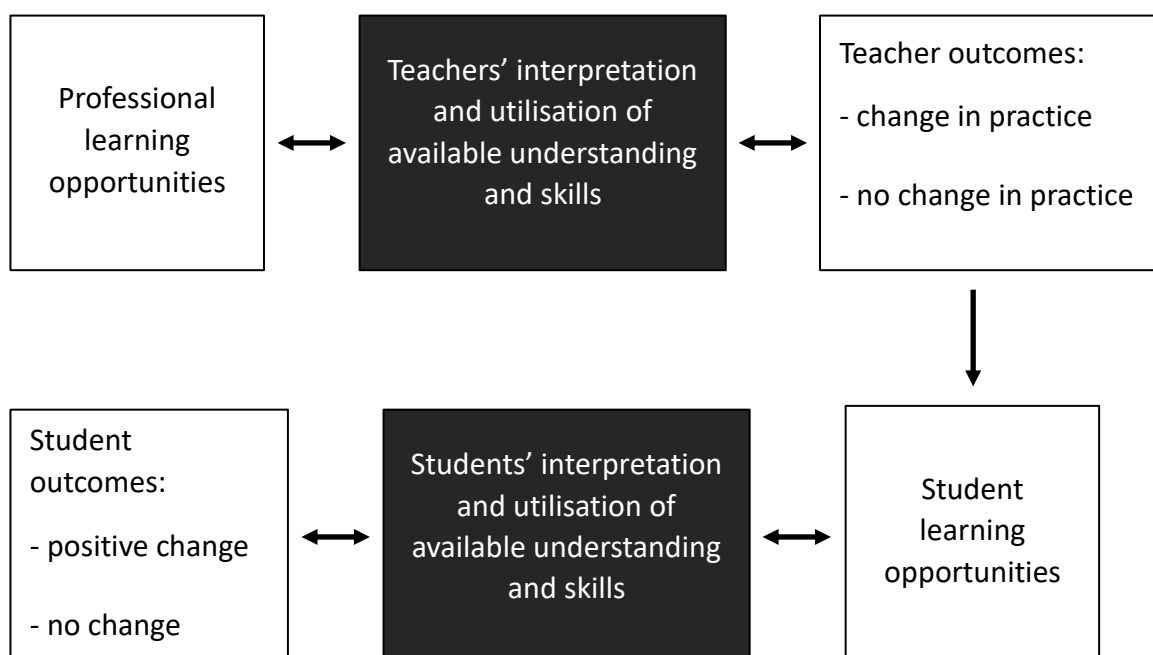 Professional
learning
opportunities
Teachers’ interpretation
and utilisation of
available understanding
and skills
Teacher outcomes:
- change in practice
- no change in practice
Student
outcomes:
- positive change
- no change
Students’ interpretation
and utilisation of
available understanding
and skills
Student
learning
opportunities